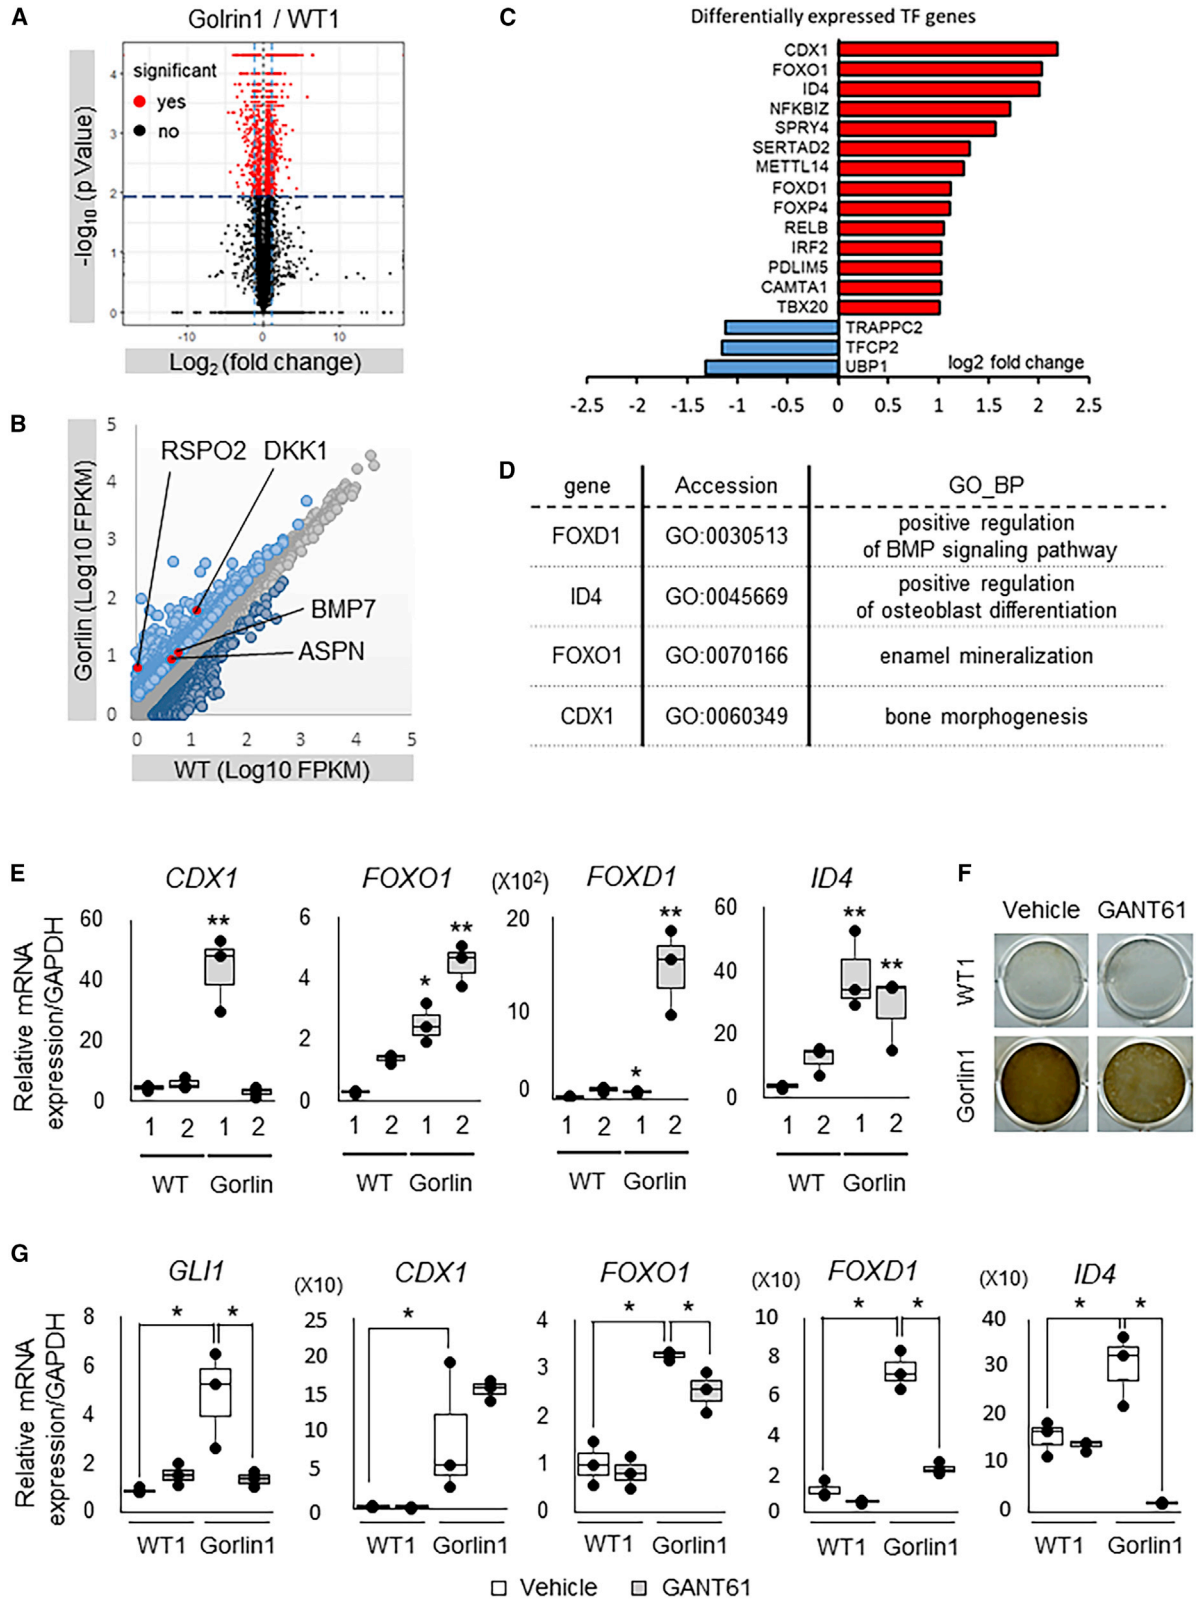 A
Golrin1 / WT1
significant
yes
no
-log10 (p Value)
4
3
2
1
0
-10
0
10
Log2 (fold change)
B
Gorlin (Log10 FPKM)
5
4
3
2
1
0
RSPO2
DKK1
BMP7
ASPN
0 1 2 3 4 5
WT (Log10 FPKM)
C
Differentially expressed TF genes
CDX1
FOXO1
ID4
NFKBIZ
SPRY4
SERTAD2
METTL14
FOXD1
FOXP4
RELB
IRF2
PDLIM5
CAMTA1
TBX20
TRAPPC2
TFCP2
UBP1
log2 fold change
-2.5 -2 -1.5 -1 -0.5 0 0.5 1 1.5 2 2.5
D
gene Accession GO_BP
FOXD1 GO:0030513 positive regulation
of BMP signaling pathway
ID4 GO:0045669 positive regulation
of osteoblast differentiation
FOXO1 GO:0070166 enamel mineralization
CDX1 GO:0060349 bone morphogenesis
E
Relative mRNA
expression/GAPDH
CDX1
60
40
20
0
**
1 2 1 2
WT Gorlin
FOXO1
6
4
2
0
*
**
1 2 1 2
WT Gorlin
(X102)
FOXD1
20
10
0
*
**
1 2 1 2
WT Gorlin
ID4
60
40
20
0
**
**
1 2 1 2
WT Gorlin
F
Vehicle GANT61
WT1
Gorlin1
G
Relative mRNA
expression/GAPDH
GLI1
8
6
4
2
0
* *
WT1 Gorlin1
(X10)
CDX1
25
20
15
10
5
0
*
WT1 Gorlin1
FOXO1
4
3
2
1
0
* *
WT1 Gorlin1
(X10)
FOXD1
10
8
6
4
2
0
* *
WT1 Gorlin1
(X10)
ID4
40
30
20
10
0
* *
WT1 Gorlin1
Vehicle GANT61